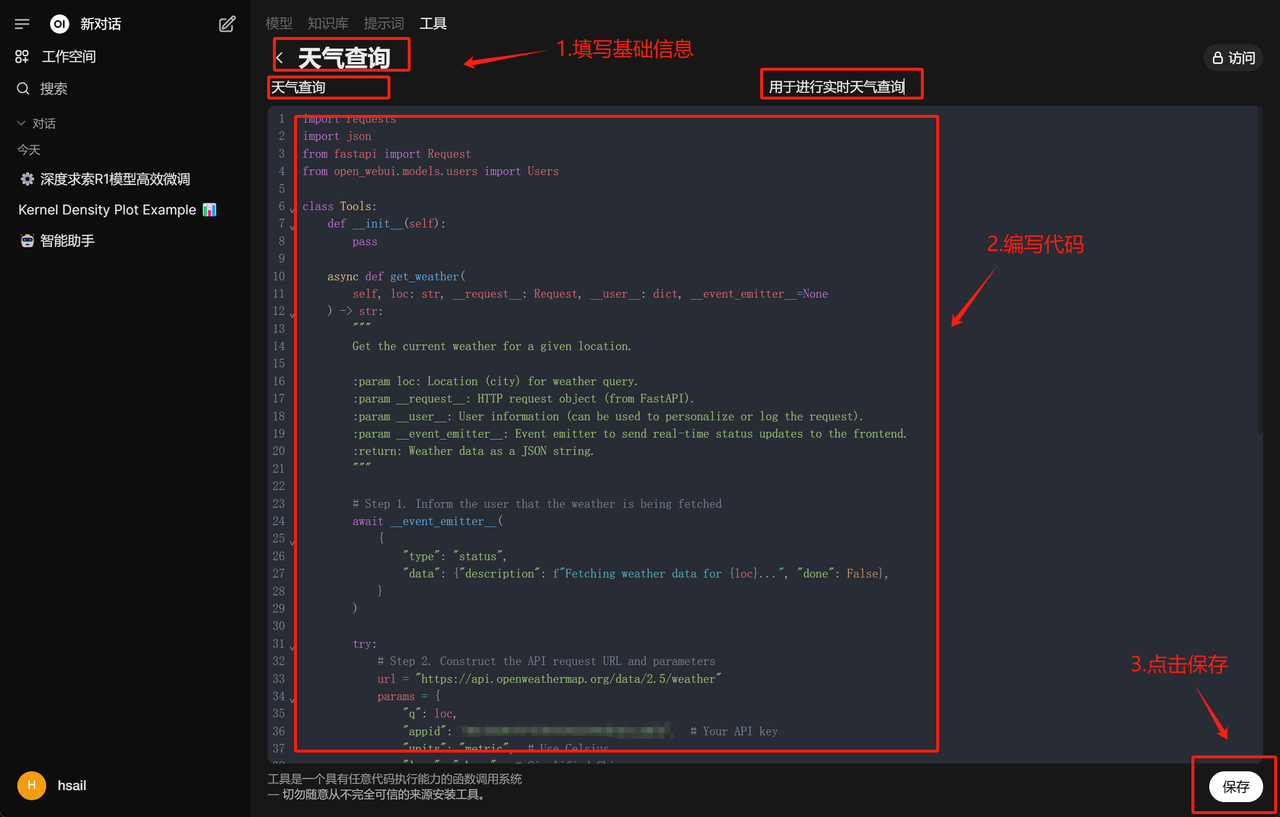 新对话
工作空间
搜索
对话
今天
深度求索R1模型高效微调
Kernel Density Plot Example
智能助手
H hsail
模型 知识库 提示词 工具
天气查询
1.填写基础信息
访问
天气查询
用于进行实时天气查询
1 import requests
2 import json
3 from fastapi import Request
4 from open_webui.models.users import Users
5
6 class Tools:
7 def __init__(self):
8 pass
9
10 async def get_weather(
11 self, loc: str, __request__: Request, __user__: dict, __event_emitter__=None
12 ) -> str:
13 """
14 Get the current weather for a given location.
15
16 :param loc: Location (city) for weather query.
17 :param __request__: HTTP request object (from FastAPI).
18 :param __user__: User information (can be used to personalize or log the request).
19 :param __event_emitter__: Event emitter to send real-time status updates to the frontend.
20 :return: Weather data as a JSON string.
21 """
22
23 # Step 1. Inform the user that the weather is being fetched
24 await __event_emitter__(
25 {
26 "type": "status",
27 "data": {"description": f"Fetching weather data for {loc}...", "done": False},
28 }
29 )
30
31 try:
32 # Step 2. Construct the API request URL and parameters
33 url = "https://api.openweathermap.org/data/2.5/weather"
34 params = {
35 "q": loc,
36 "appid": # Your API key
37 "units": "metric", # Use Celsius
2.编写代码
3.点击保存
工具是一个具有任意代码执行能力的函数调用系统
— 切勿随意从不完全可信的来源安装工具。
保存